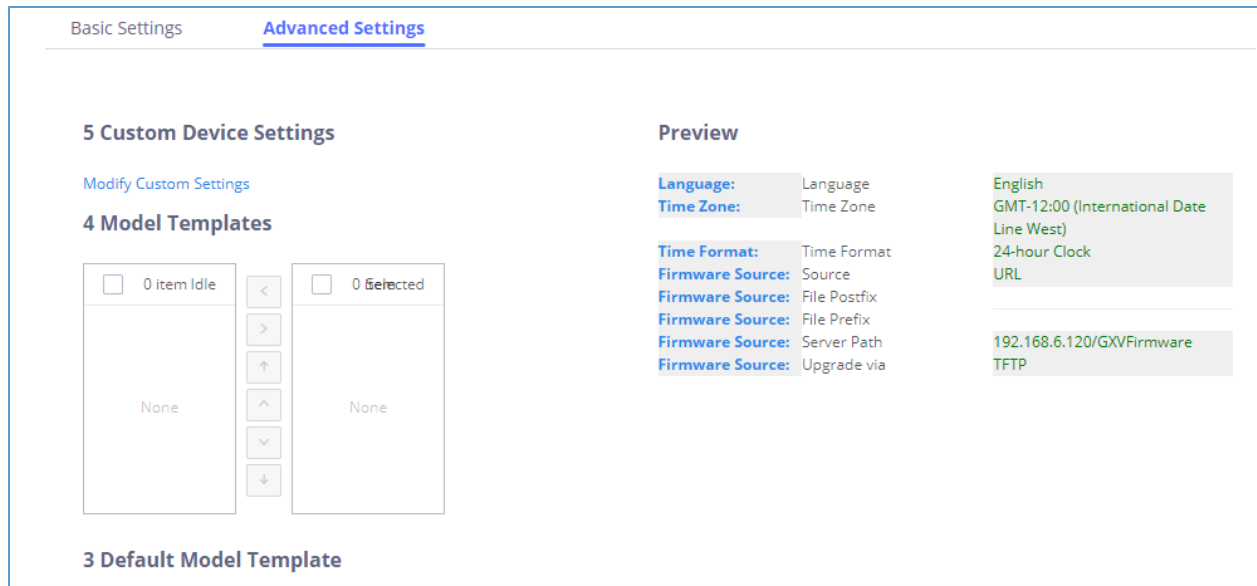 Basic Settings
Advanced Settings
5 Custom Device Settings
Modify Custom Settings
4 Model Templates
0 item Idle
0 Selected
None
None
3 Default Model Template
Preview
Language: Language English
Time Zone: Time Zone GMT-12:00 (International Date
Line West)
Time Format: Time Format 24-hour Clock
Firmware Source: Source URL
Firmware Source: File Postfix
Firmware Source: File Prefix
Firmware Source: Server Path 192.168.6.120/GXVFirmware
Firmware Source: Upgrade via TFTP